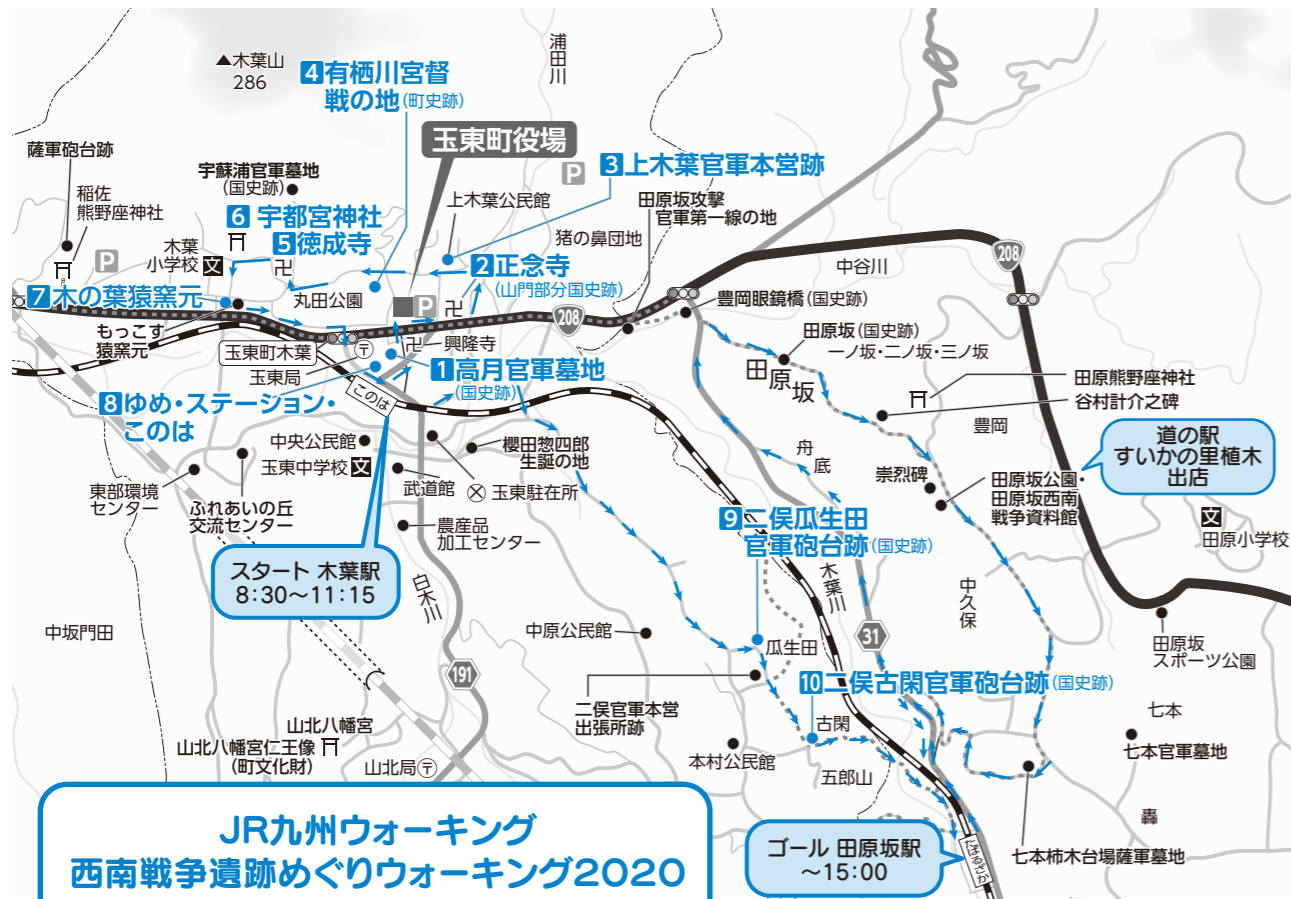 ▲木葉山
286
浦田川
4有栖川宮督
戦の地(町史跡)
薩軍砲台跡
玉東町役場
宇蘇浦官軍墓地
(国史跡)
稲佐
熊野座神社
P
3上木葉官軍本営跡
上木葉公民館
田原坂攻撃
官軍第一線の地
6 宇都宮神社
5徳成寺
木葉
小学校 文
P
猪の鼻団地
中谷川
208
2正念寺
(山門部分国史跡)
7木の葉猿窯元
丸田公園
P
豊岡眼鏡橋(国史跡)
もっこす
猿窯元
208
田原坂(国史跡)
一ノ坂・二ノ坂・三ノ坂
玉東町木葉
〒
興隆寺
玉東局
田原坂
1高月官軍墓地
(国史跡)
田原熊野座神社
谷村計介之碑
8ゆめ・ステーション・
このは
このは
豊岡
中央公民館
玉東中学校 文
櫻田惣四郎
生誕の地
道の駅
すいかの里植木
出店
舟底
崇烈碑
東部環境
センター
ふれあいの丘
交流センター
武道館
玉東駐在所
田原坂公園・
田原坂西南
戦争資料館
文
田原小学校
農産品
加工センター
9二俣瓜生田
官軍砲台跡(国史跡)
スタート 木葉駅
8:30~11:15
白木川
木葉川
中久保
中坂門田
中原公民館
瓜生田
31
田原坂
スポーツ公園
191
10二俣古閑官軍砲台跡(国史跡)
二俣官軍本営
出張所跡
古閑
七本
山北八幡宮
山北八幡宮仁王像
(町文化財)
山北局〒
本村公民館
五郎山
七本官軍墓地
轟
JR九州ウォーキング
西南戦争遺跡めぐりウォーキング2020
ゴール 田原坂駅
~15:00
たばるざか
七本柿木台場薩軍墓地